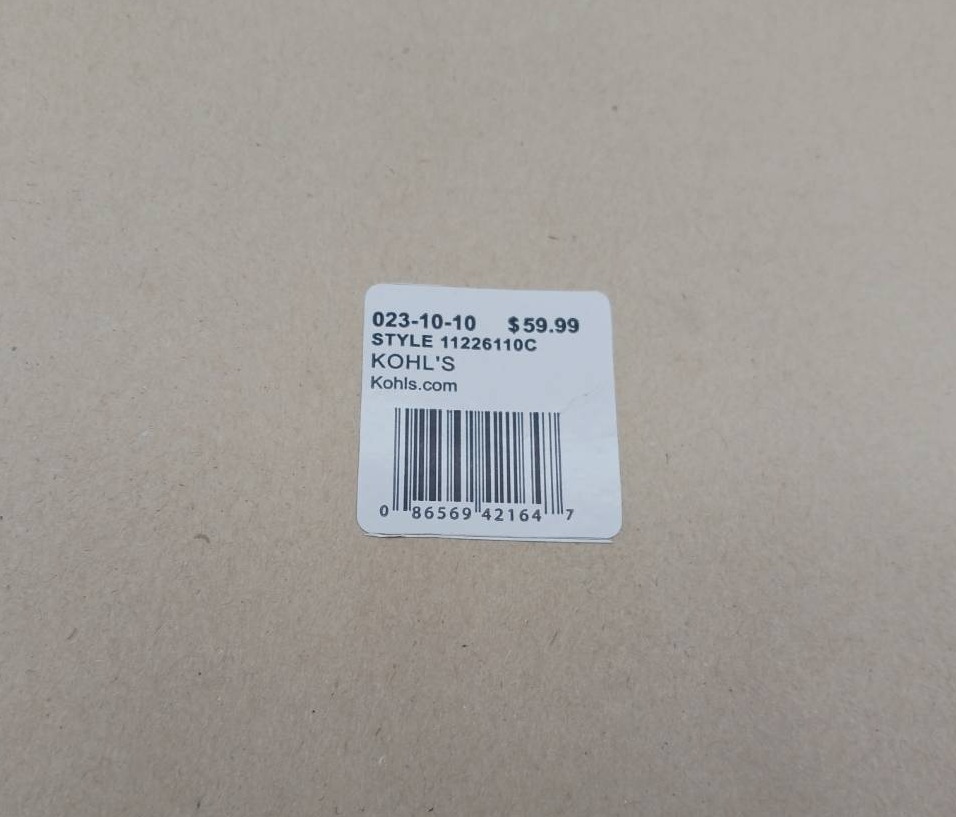 023-10-10 $59.99
STYLE 11226110C
KOHL'S
Kohls.com
0 86569 42164 7